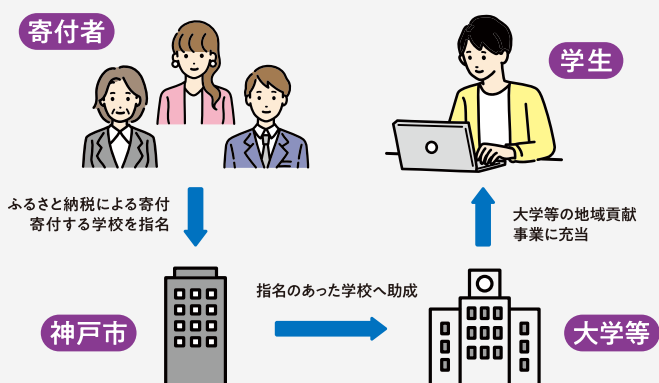 寄付者
学生
ふるさと納税による寄付
寄付する学校を指名
大学等の地域貢献
事業に充当
指名のあった学校へ助成
神戸市
大学等